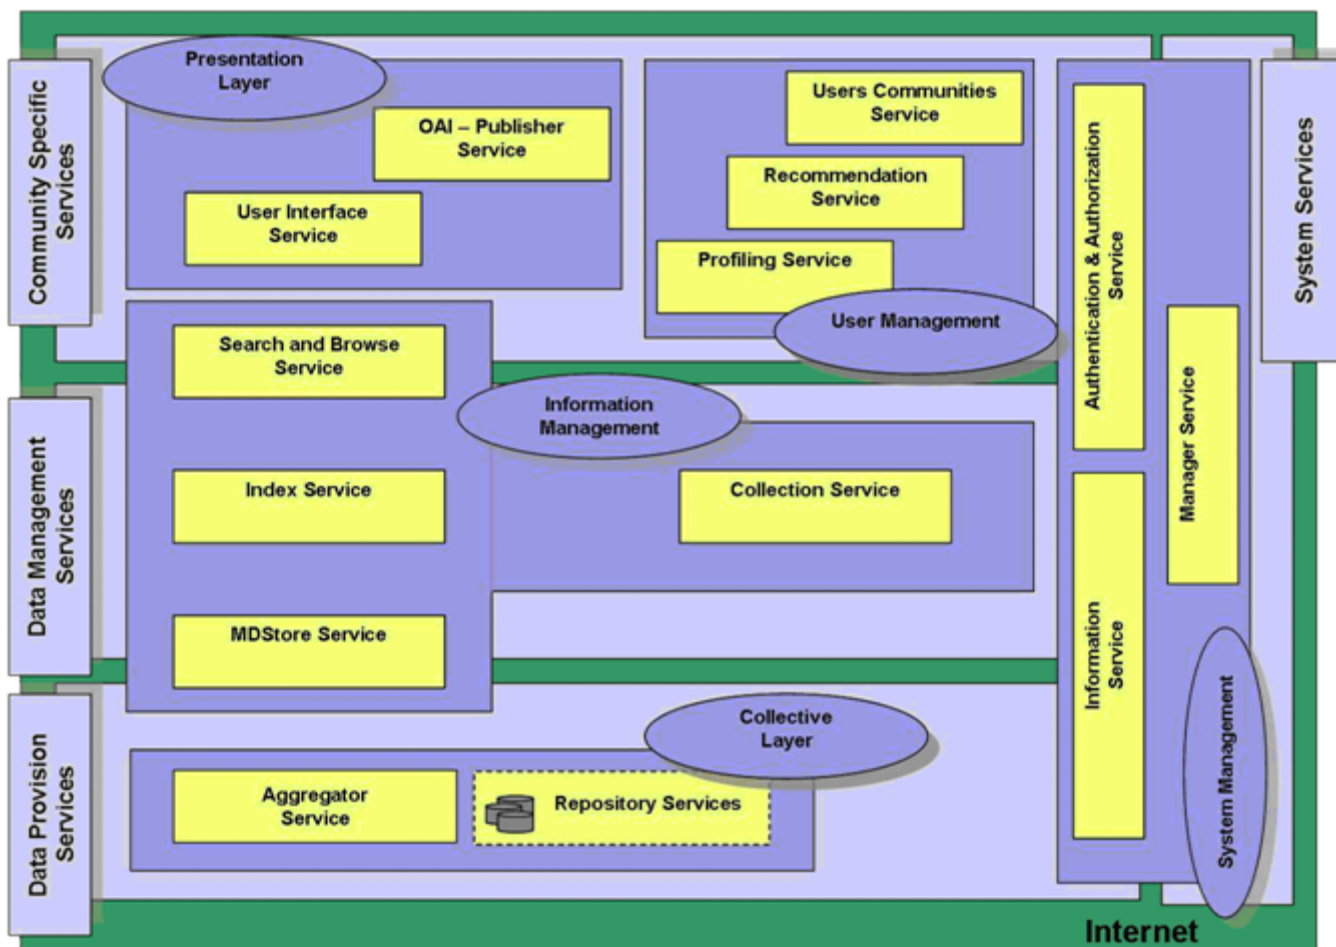 Presentation
Layer
OAI – Publisher
Service
User Interface
Service
Users Communities
Service
Recommendation
Service
Profiling Service
User Management
Community Specific
Services
Search and Browse
Service
Information
Management
Index Service
Collection Service
MDStore Service
Data Management
Services
Collective
Layer
Aggregator
Service
Repository Services
Data Provision
Services
Authentication & Authorization
Service
Manager Service
Information
Service
System Management
System Services
Internet